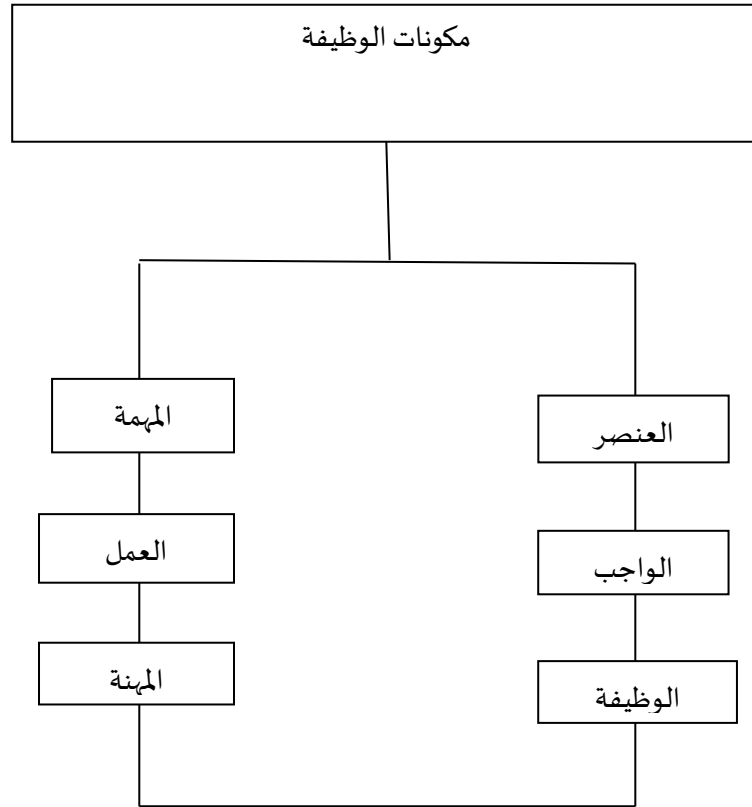 مكونات الوظيفة
العنصر
المهمة
الواجب
العمل
الوظيفة
المهنة